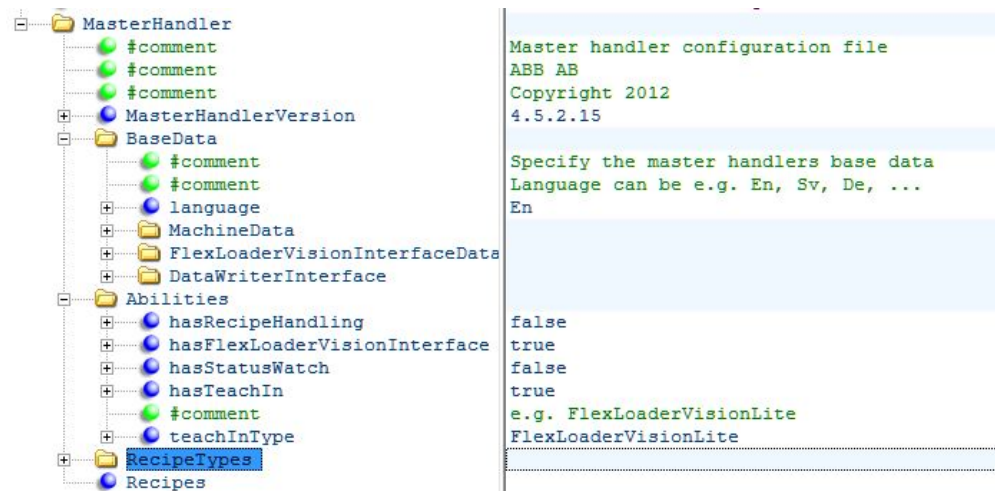 MasterHandler
#comment Master handler configuration file
#comment ABB AB
#comment Copyright 2012
MasterHandlerVersion 4.5.2.15
BaseData
#comment Specify the master handlers base data
#comment Language can be e.g. En, Sv, De, ...
language En
MachineData
FlexLoaderVisionInterfaceData
DataWriterInterface
Abilities
hasRecipeHandling false
hasFlexLoaderVisionInterface true
hasStatusWatch false
hasTeachIn true
#comment e.g. FlexLoaderVisionLite
teachInType FlexLoaderVisionLite
RecipeTypes
Recipes